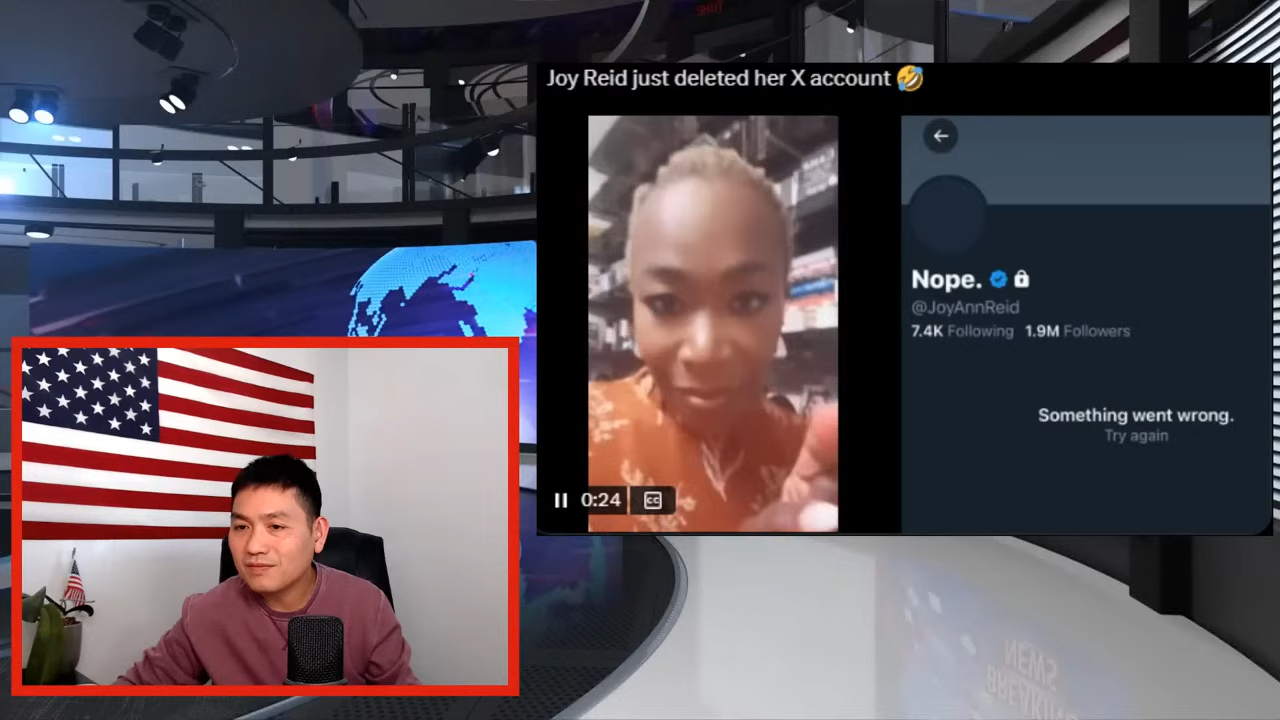 Joy Reid just deleted her X account 🤣
Nope.
@JoyAnnReid
7.4K Following 1.9M Followers
Something went wrong.
Try again
0:24
CC
NEWS